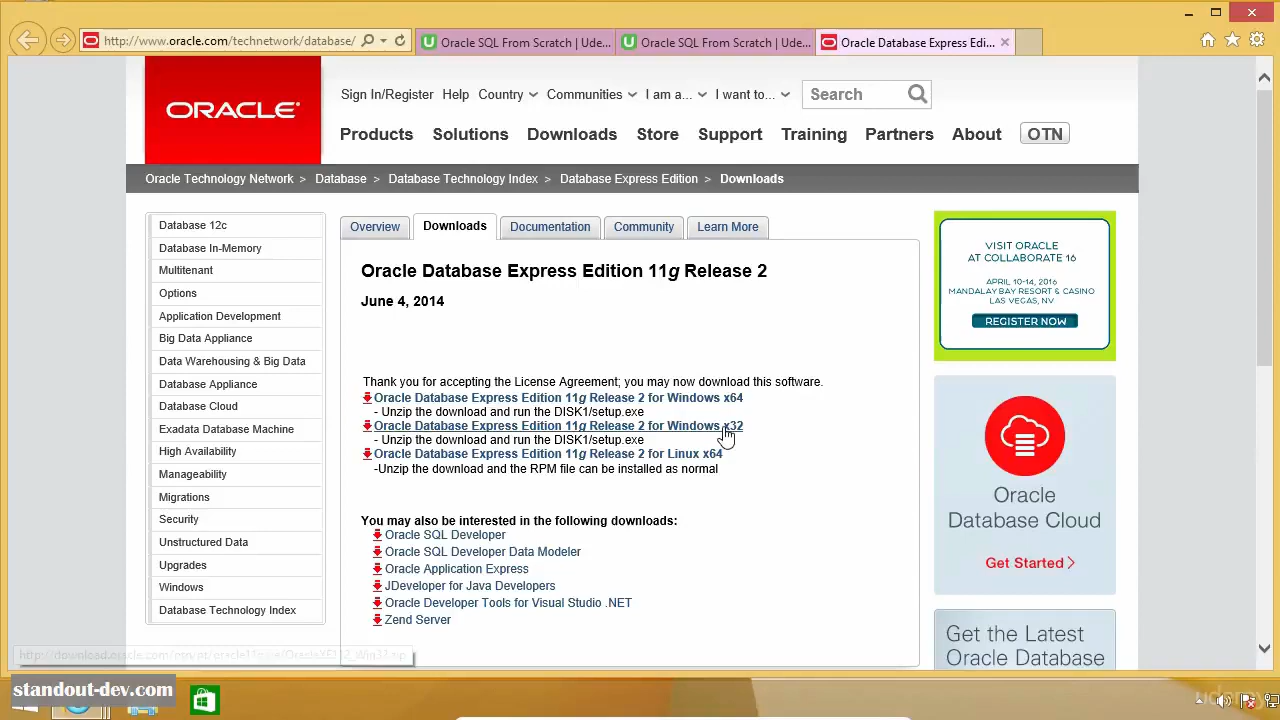 http://www.oracle.com/technetwork/database/
Oracle SQL From Scratch | Ude...
Oracle SQL From Scratch | Ude...
Oracle Database Express Edi...
ORACLE
Sign In/Register Help Country Communities I am a... I want to... Search
Products Solutions Downloads Store Support Training Partners About OTN
Oracle Technology Network > Database > Database Technology Index > Database Express Edition > Downloads
Database 12c
Database In-Memory
Multitenant
Options
Application Development
Big Data Appliance
Data Warehousing & Big Data
Database Appliance
Database Cloud
Exadata Database Machine
High Availability
Manageability
Migrations
Security
Unstructured Data
Upgrades
Windows
Database Technology Index
Overview Downloads Documentation Community Learn More
Oracle Database Express Edition 11g Release 2
June 4, 2014
Thank you for accepting the License Agreement; you may now download this software.
Oracle Database Express Edition 11g Release 2 for Windows x64
- Unzip the download and run the DISK1/setup.exe
Oracle Database Express Edition 11g Release 2 for Windows x32
- Unzip the download and run the DISK1/setup.exe
Oracle Database Express Edition 11g Release 2 for Linux x64
-Unzip the download and the RPM file can be installed as normal
You may also be interested in the following downloads:
Oracle SQL Developer
Oracle SQL Developer Data Modeler
Oracle Application Express
JDeveloper for Java Developers
Oracle Developer Tools for Visual Studio .NET
Zend Server
VISIT ORACLE
AT COLLABORATE 16
APRIL 10-14, 2016
MANDALAY BAY RESORT & CASINO
LAS VEGAS, NV
REGISTER NOW
Oracle
Database Cloud
Get Started >
Get the Latest
Oracle Database
standout-dev.com
udemy